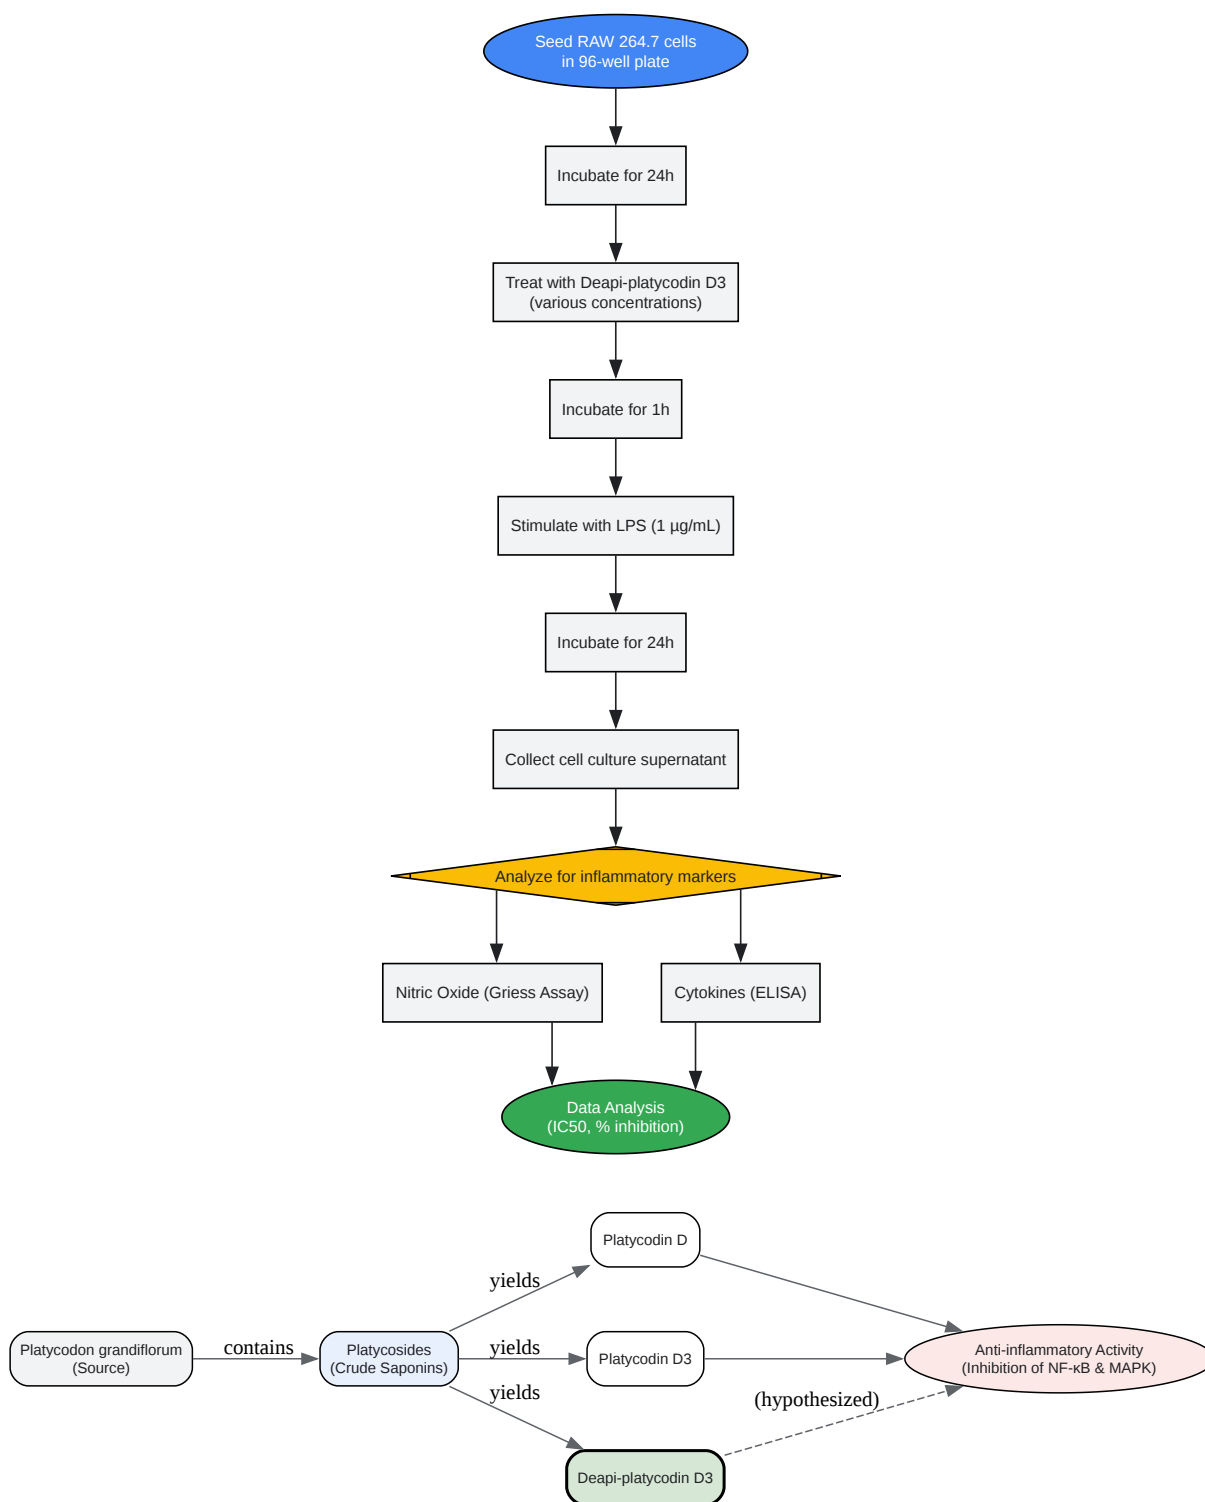 Seed RAW 264.7 cells
in 96-well plate
Incubate for 24h
Treat with Deapi-platycodin D3
(various concentrations)
Incubate for 1h
Stimulate with LPS (1 µg/mL)
Incubate for 24h
Collect cell culture supernatant
Analyze for inflammatory markers
Nitric Oxide (Griess Assay)
Cytokines (ELISA)
Data Analysis
(IC50, % inhibition)
Platycodon grandiflorum
(Source)
contains
Platycosides
(Crude Saponins)
yields
yields
yields
Platycodin D
Platycodin D3
Deapi-platycodin D3
(hypothesized)
Anti-inflammatory Activity
(Inhibition of NF-κB & MAPK)